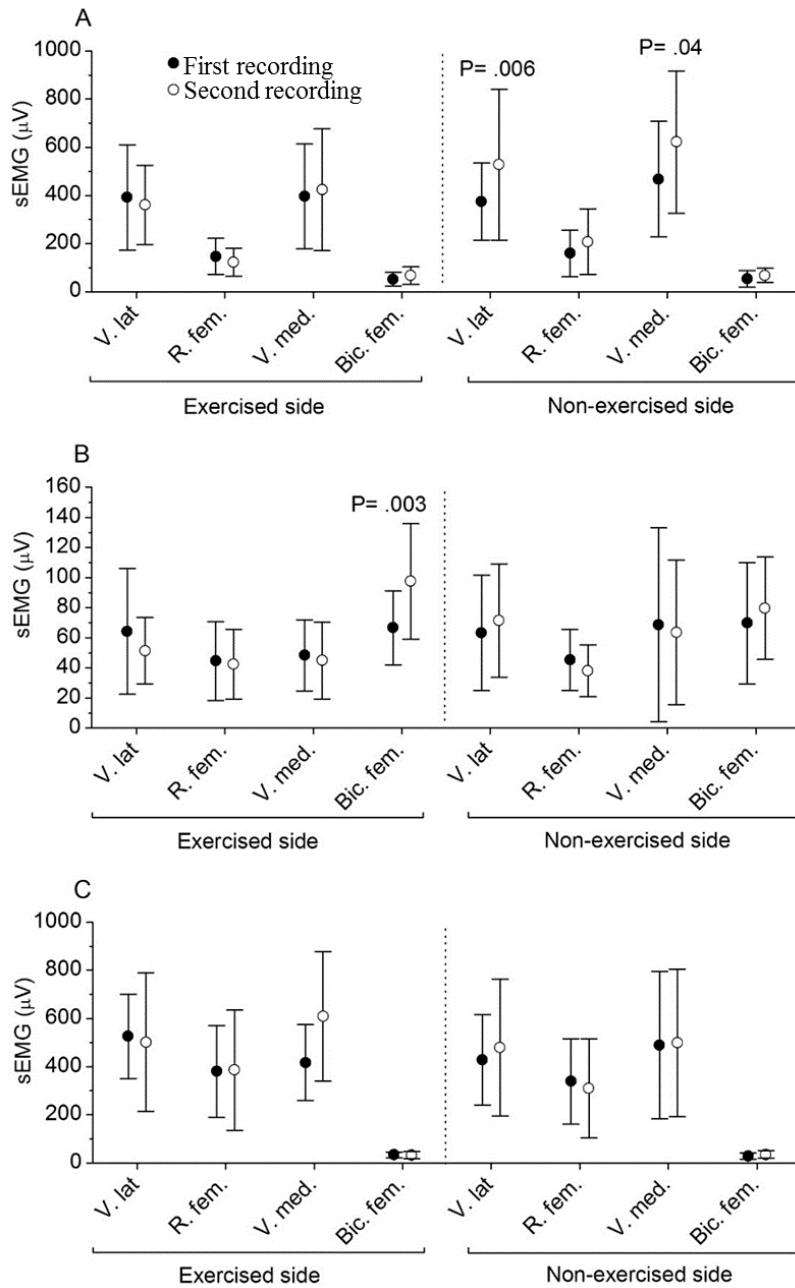 A
1000
800
600
400
200
0
sEMG (μV)
First recording
Second recording
P= .006
P= .04
V. lat
R. fem.
V. med.
Bic. fem.
V. lat
R. fem.
V. med.
Bic. fem.
Exercised side
Non-exercised side
B
160
140
120
100
80
60
40
20
0
sEMG (μV)
P= .003
V. lat
R. fem.
V. med.
Bic. fem.
V. lat
R. fem.
V. med.
Bic. fem.
Exercised side
Non-exercised side
C
1000
800
600
400
200
0
sEMG (μV)
V. lat
R. fem.
V. med.
Bic. fem.
V. lat
R. fem.
V. med.
Bic. fem.
Exercised side
Non-exercised side